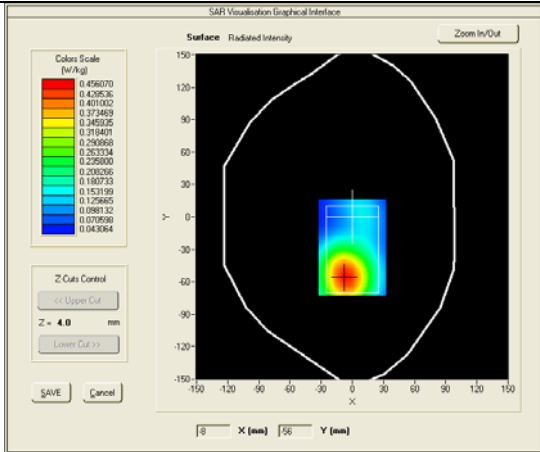 SAR Visualisation Graphical Interface
Surface Radiated Intensity
Zoom In/Out
Colors Scale
(W/kg)
0.456070
0.428536
0.401002
0.373469
0.345935
0.318401
0.290868
0.263334
0.235800
0.208266
0.180733
0.153199
0.125665
0.098132
0.070598
0.043064
Z Cuts Control
<< Upper Cut
Z = 4.0 mm
Lower Cut >>
SAVE Cancel
150-
120-
90-
60-
30-
0-
-30-
-60-
-90-
-120-
-150-
Y
-150 -120 -90 -60 -30 0 30 60 90 120 150
X
-8 X (mm) -56 Y (mm)